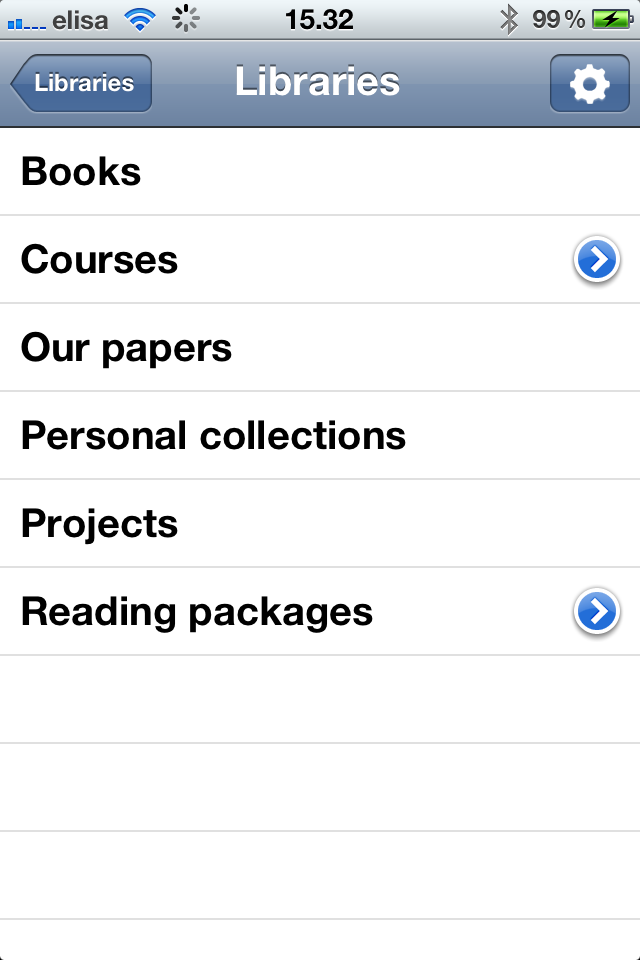 elisa 15.32 99 %
Libraries Libraries
Books
Courses
Our papers
Personal collections
Projects
Reading packages